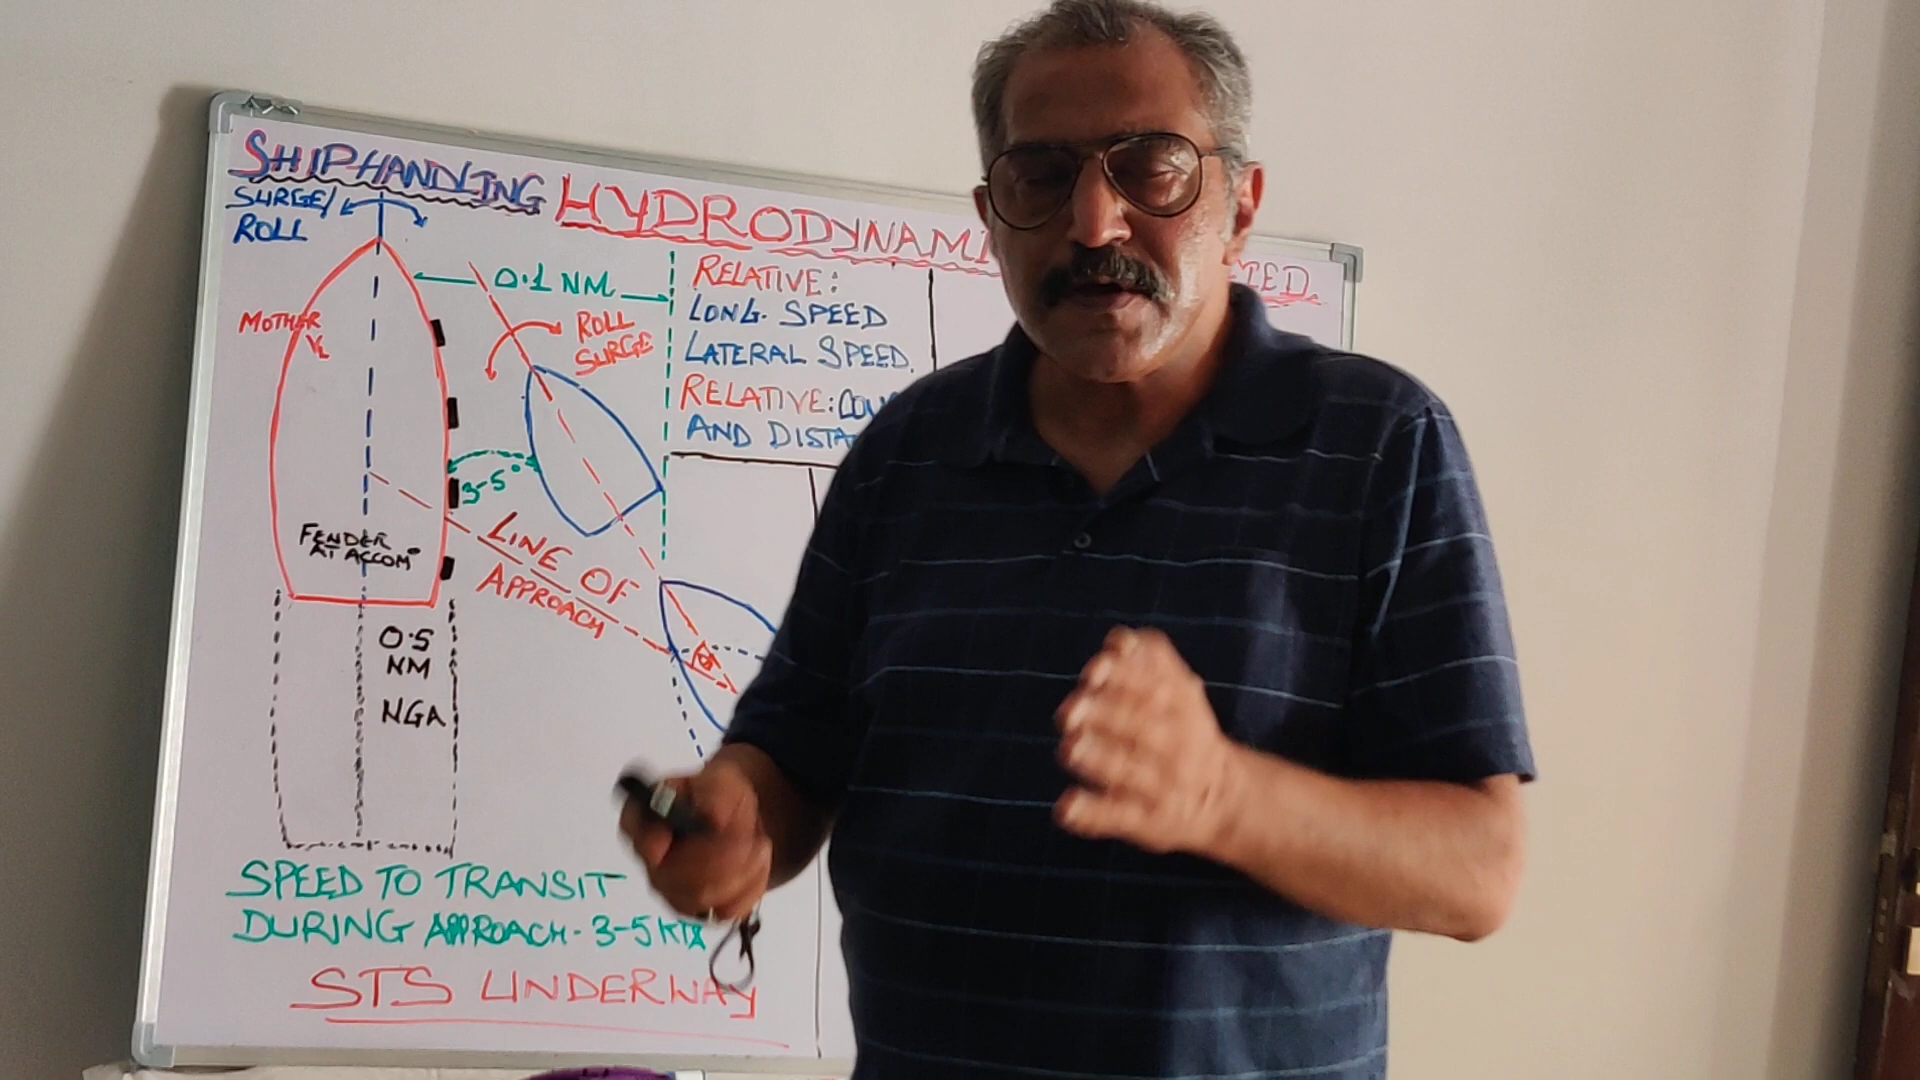 SHIPHANDLING HYDRODYNAMI
SURGE/
ROLL
0.1 NM
ROLL
SURGE
MOTHER
VL
3-5°
FENDER
AT ACCOM°
LINE OF
APPROACH
0.5
NM
NGA
RELATIVE:
LONG. SPEED
LATERAL SPEED.
RELATIVE: COU
AND DISTA
SPEED TO TRANSIT
DURING APPROACH - 3-5 KTS
STS UNDERWAY